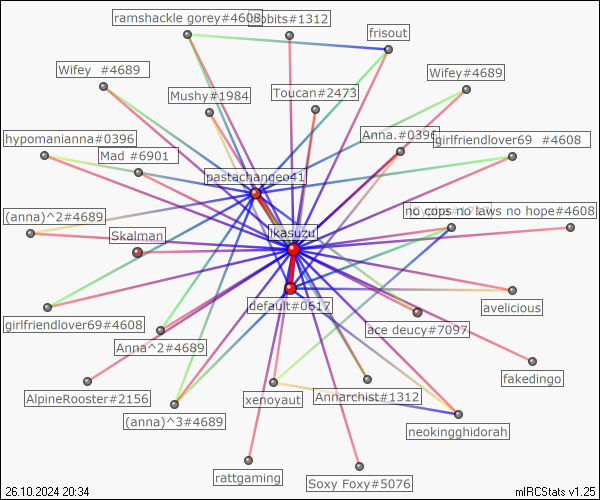 ramshackle gorey#4608
bbits#1312
frisout
Wifey  #4689
Wifey#4689
Mushy#1984
Toucan#2473
hypomanianna#0396
Anna.#0396
girlfriendlover69  #4608
Mad #6901
pastachangeo41
(anna)^2#4689
no cops no laws no hope#4608
Skalman
ikasuzu
avelicious
default#0617
girlfriendlover69#4608
lace deucy#7097
Anna^2#4689
fakedingo
AlpineRooster#2156
xenoyaut
Annarchist#1312
(anna)^3#4689
neokingghidorah
rattgaming
Soxy Foxy#5076
26.10.2024 20:34
mIRCStats v1.25